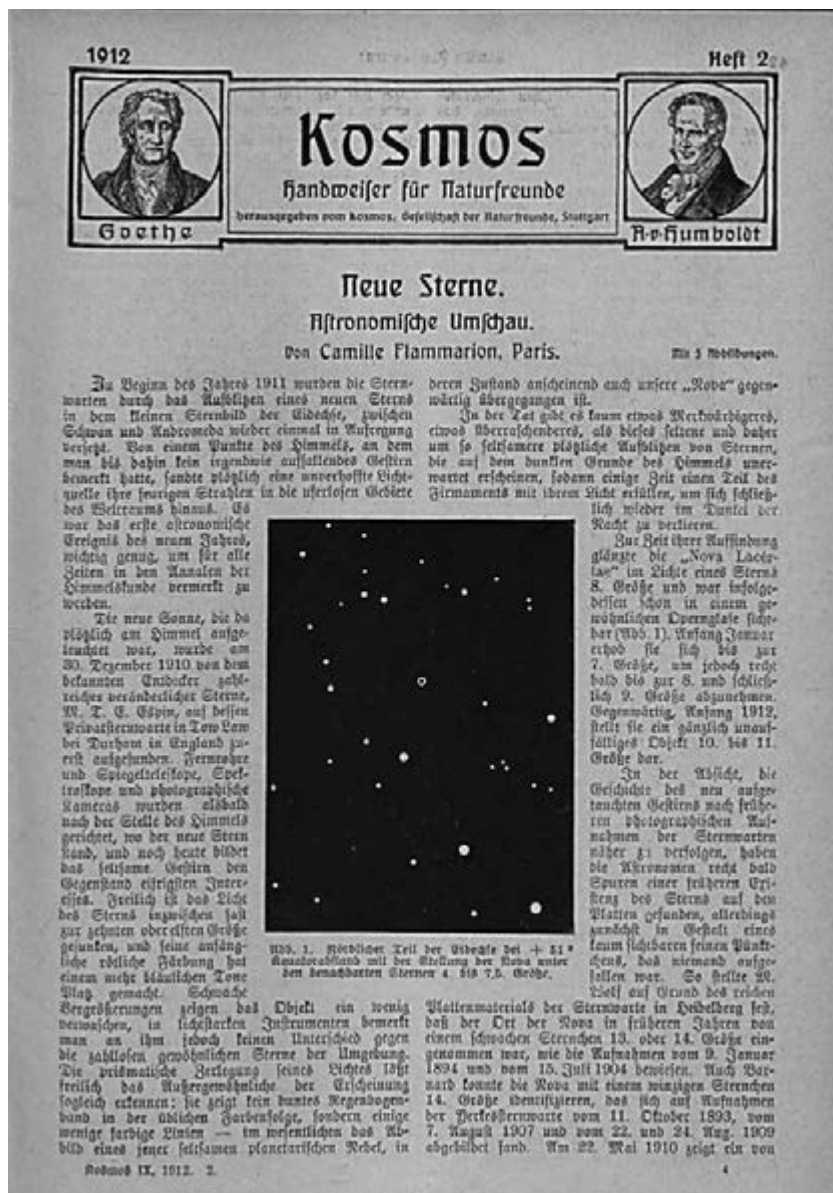 1912
Heft 2
Goethe
Kosmos
Handweiser für Naturfreunde
herausgegeben vom Kosmos, Gesellschaft der Naturfreunde, Stuttgart
A.v.Humboldt
Neue Sterne.
Astronomische Umschau.
Von Camille Flammarion, Paris.
Mit 5 Abbildungen.
Zu Beginn des Jahres 1911 wurden die Stern-
warten durch das Aufblitzen eines neuen Sterns
in dem kleinen Sternbild der Eidechse, zwischen
Schwan und Andromeda wieder einmal in Aufregung
versetzt. Von einem Punkte des Himmels, an dem
man bis dahin kein irgendwie auffallendes Gestirn
bemerkt hatte, sandte plötzlich eine unverhoffte Licht-
quelle ihre feurigen Strahlen in die uferlosen Gebiete
des Weltraums hinaus. Es
war das erste astronomische
Ereignis des neuen Jahres,
wichtig genug, um für alle
Zeiten in den Annalen der
Himmelskunde vermerkt zu
werden.
Die neue Sonne, die da
plötzlich am Himmel aufge-
leuchtet war, wurde am
30. Dezember 1910 von dem
bekannten Entdecker zahl-
reicher veränderlicher Sterne,
M. T. E. Espin, auf dessen
Privatsternwarte in Tow Law
bei Durham in England zu-
erst aufgefunden. Fernrohre
und Spiegelteleskope, Spek-
troskope und photographische
Kameras wurden alsbald
nach der Stelle des Himmels
gerichtet, wo der neue Stern
stand, und noch heute bildet
das seltsame Gestirn den
Gegenstand eifrigsten Inter-
esses. Freilich ist das Licht
des Sterns inzwischen fast
zur zehnten oder elften Größe
gesunken, und seine anfäng-
liche rötliche Färbung hat
einem mehr bläulichen Tone
Platz gemacht. Schwache
Vergrößerungen zeigen das Objekt ein wenig
verwaschen, in lichtstarken Instrumenten bemerkt
man an ihm jedoch keinen Unterschied gegen
die zahllosen gewöhnlichen Sterne der Umgebung.
Die prismatische Zerlegung seines Lichtes läßt
freilich das Außergewöhnliche der Erscheinung
sogleich erkennen: sie zeigt kein buntes Regenbogen-
band in der üblichen Farbenfolge, sondern einige
wenige farbige Linien — im wesentlichen das Ab-
bild eines jener seltsamen planetarischen Nebel, in
Abb. 1. Nördlicher Teil der Eidechse bei + 51°
Äquatorabstand mit der Stellung der Nova unter
den benachbarten Sternen 4. bis 7,5. Größe.
deren Zustand anscheinend auch unsere „Nova“ gegen-
wärtig übergegangen ist.
In der Tat gibt es kaum etwas Merkwürdigeres,
etwas Überraschenderes, als dieses seltene und daher
um so seltsamere plötzliche Aufblitzen von Sternen,
die auf dem dunklen Grunde des Himmels uner-
wartet erscheinen, sodann einige Zeit einen Teil des
Firmaments mit ihrem Licht erfüllen, um sich schließ-
lich wieder im Dunkel der
Nacht zu verlieren.
Zur Zeit ihrer Auffindung
glänzte die „Nova Lacer-
tae“ im Lichte eines Sterns
8. Größe und war infolge-
dessen schon in einem ge-
wöhnlichen Opernglase sicht-
bar (Abb. 1). Anfang Januar
erhob sie sich bis zur
7. Größe, um jedoch recht
bald bis zur 8. und schließ-
lich 9. Größe abzunehmen.
Gegenwärtig, Anfang 1912,
stellt sie ein gänzlich unauf-
fälliges Objekt 10. bis 11.
Größe dar.
In der Absicht, die
Geschichte des neu aufge-
tauchten Gestirns nach frühe-
ren photographischen Auf-
nahmen der Sternwarten
näher zu verfolgen, haben
die Astronomen recht bald
Spuren einer früheren Exi-
stenz des Sterns auf den
Platten gefunden, allerdings
zunächst in Gestalt eines
kaum sichtbaren feinen Pünkt-
chens, das niemand aufge-
fallen war. So stellte M.
Wolf auf Grund des reichen
Plattenmaterials der Sternwarte in Heidelberg fest,
daß der Ort der Nova in früheren Jahren von
einem schwachen Sternchen 13. oder 14. Größe ein-
genommen war, wie die Aufnahmen vom 9. Januar
1894 und vom 15. Juli 1904 bewiesen. Auch Bar-
nard konnte die Nova mit einem winzigen Sternchen
14. Größe identifizieren, das sich auf Aufnahmen
der Yerkessternwarte vom 11. Oktober 1893, vom
7. August 1907 und vom 22. und 24. Aug. 1909
abgebildet fand. Am 22. Mai 1910 zeigt ein von
Kosmos IX, 1912. 2.
4